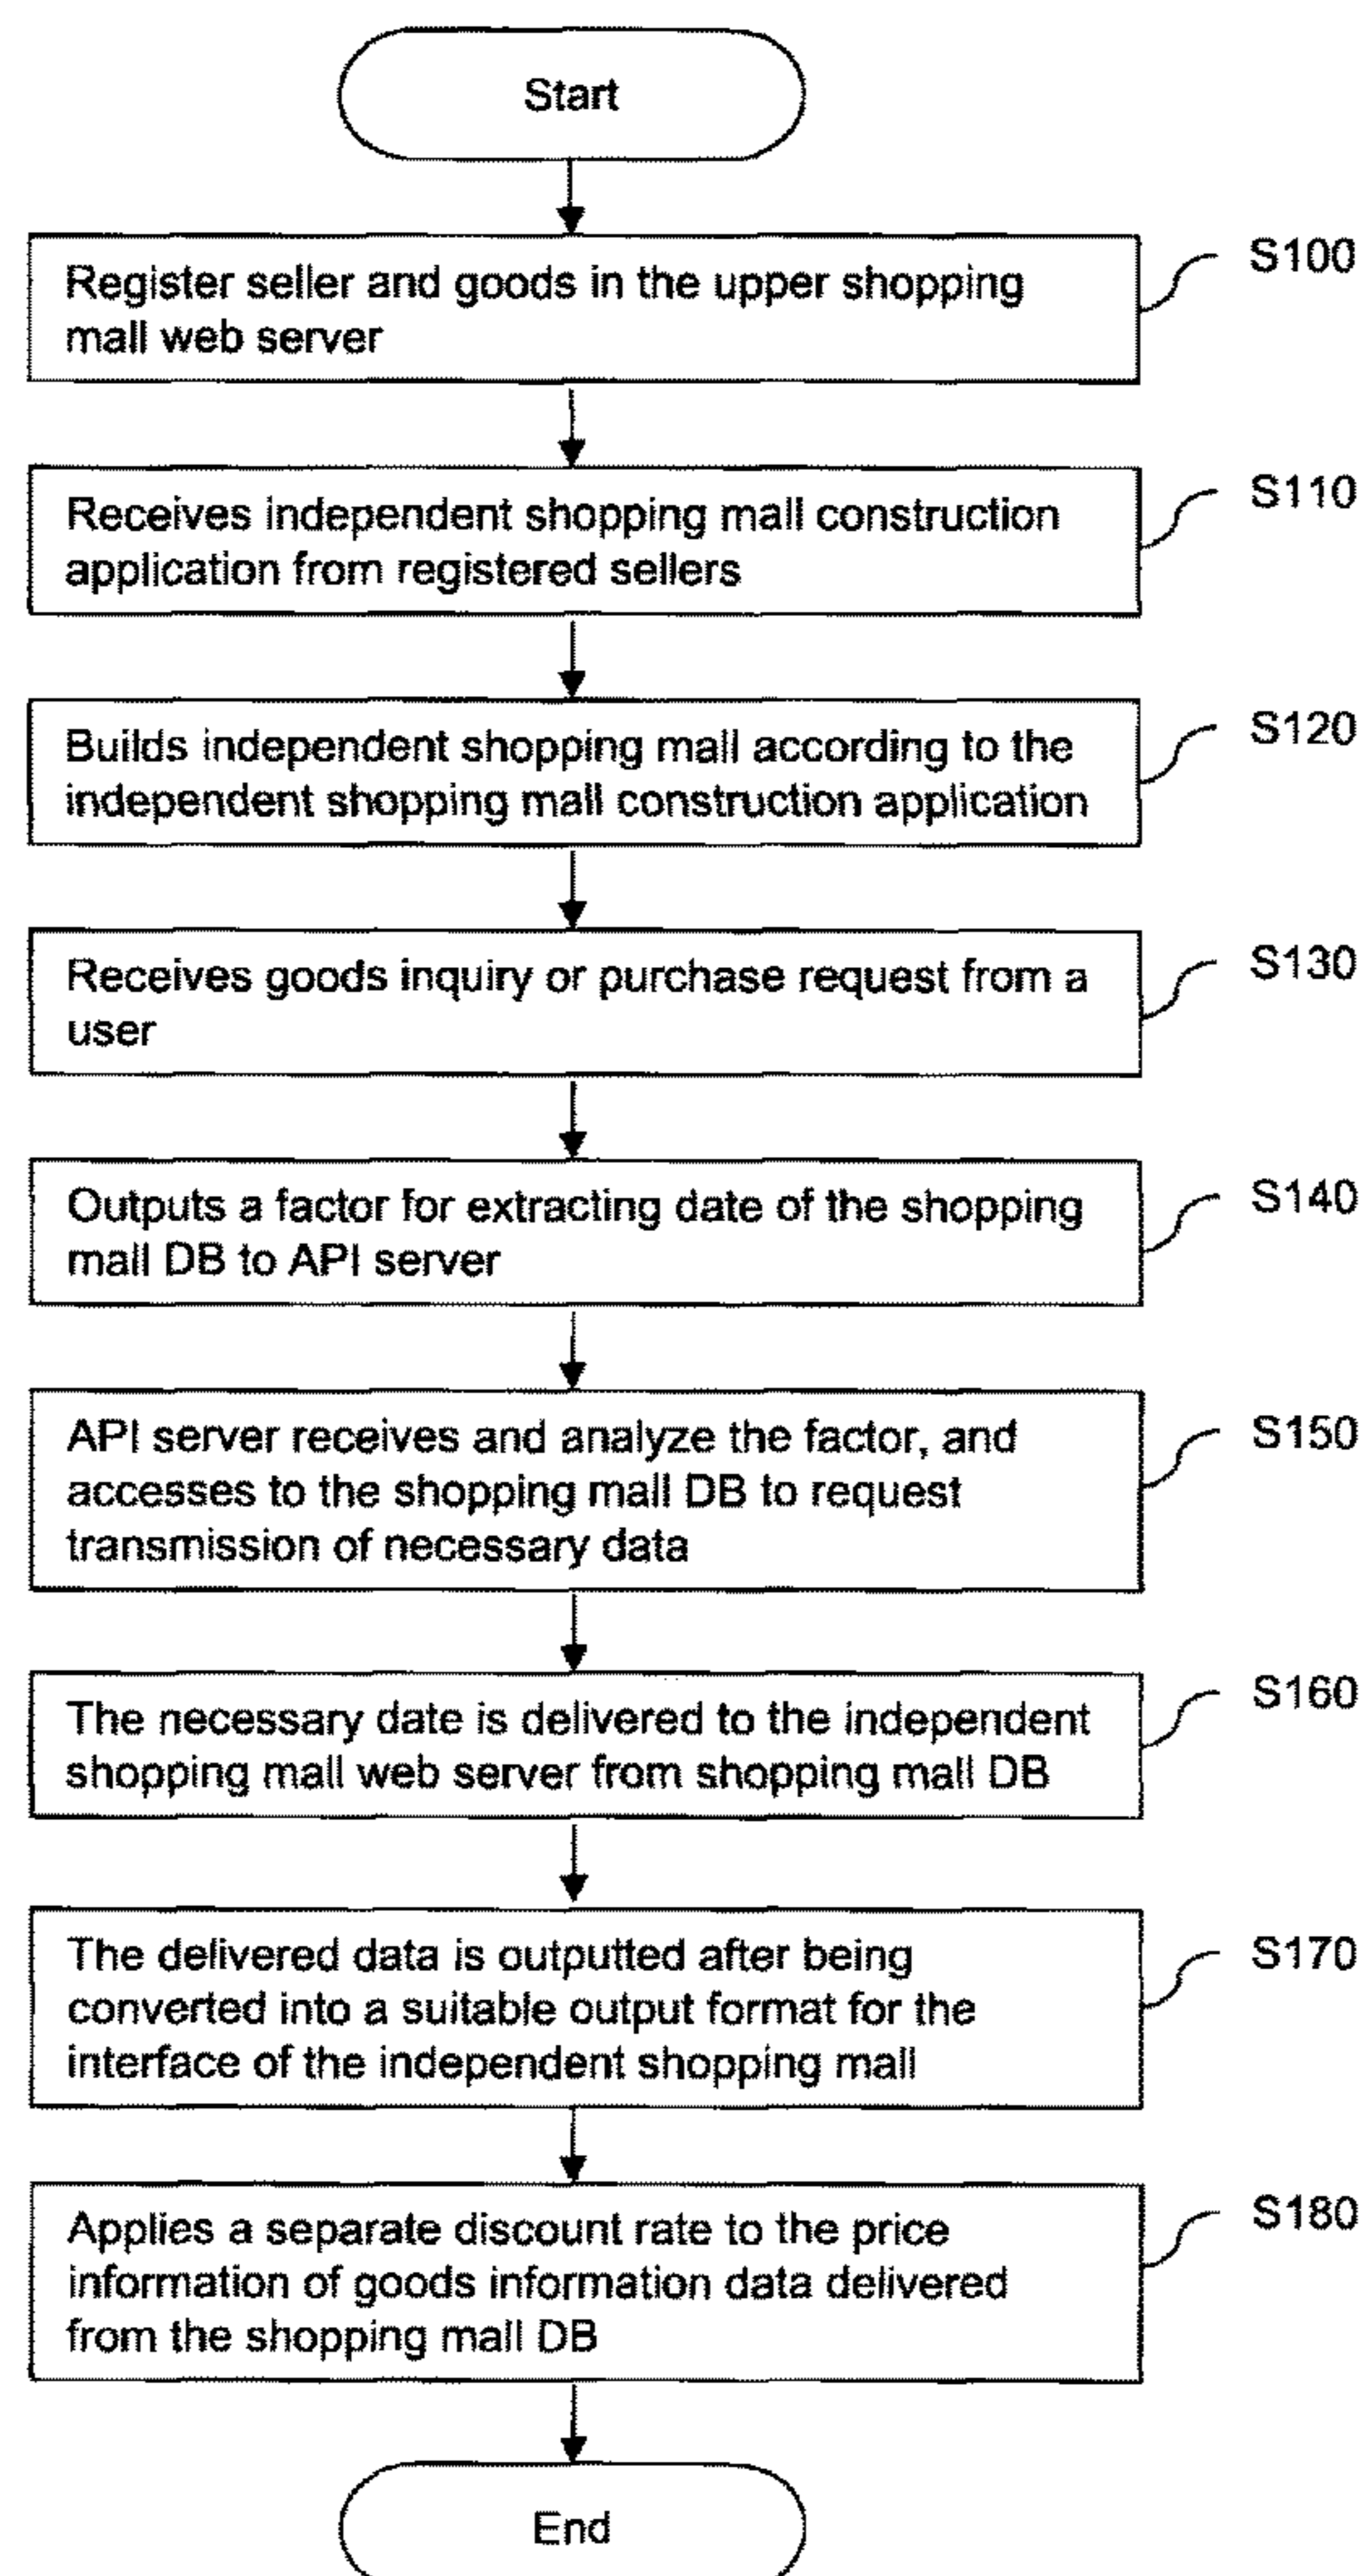 Start
Register seller and goods in the upper shopping
mall web server
S100
Receives independent shopping mall construction
application from registered sellers
S110
Builds independent shopping mall according to the
independent shopping mall construction application
S120
Receives goods inquiry or purchase request from a
user
S130
Outputs a factor for extracting date of the shopping
mall DB to API server
S140
API server receives and analyze the factor, and
accesses to the shopping mall DB to request
transmission of necessary data
S150
The necessary date is delivered to the independent
shopping mall web server from shopping mall DB
S160
The delivered data is outputted after being
converted into a suitable output format for the
interface of the independent shopping mall
S170
Applies a separate discount rate to the price
information of goods information data delivered
from the shopping mall DB
S180
End